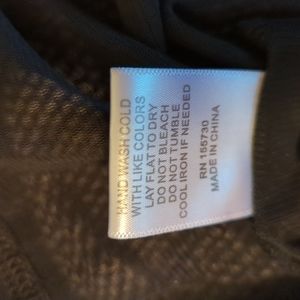 HAND WASH COLD
WITH LIKE COLORS
LAY FLAT TO DRY
DO NOT BLEACH
DO NOT TUMBLE
COOL IRON IF NEEDED
RN 155730
MADE IN CHINA